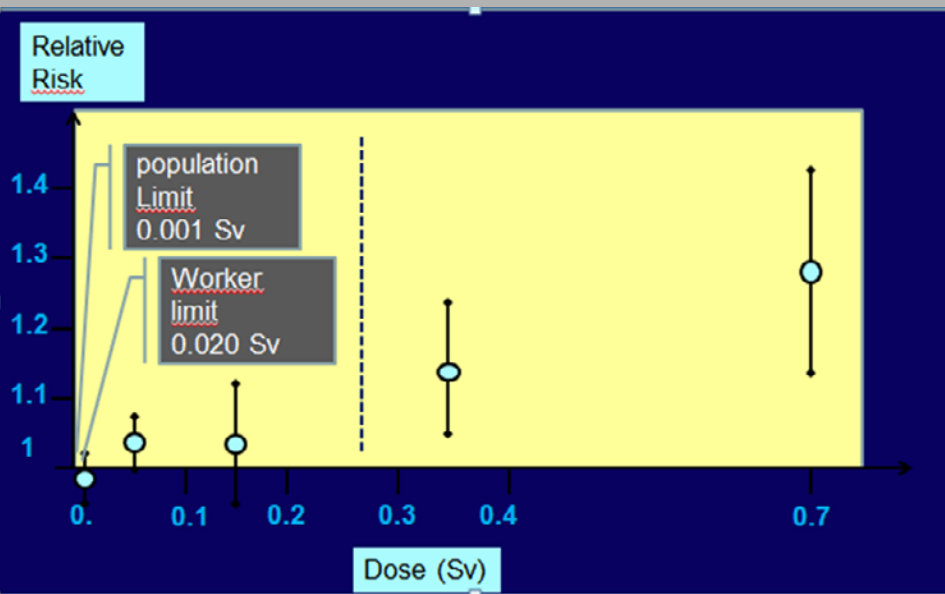 Relative
Risk
population
Limit
0.001 Sv
Worker
limit
0.020 Sv
1.4
1.3
1.2
1.1
1
0.
0.1
0.2
0.3
0.4
0.7
Dose (Sv)